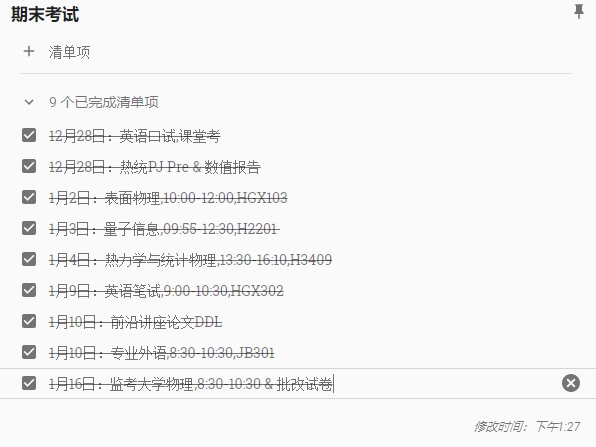 期末考试
清单项
9 个已完成清单项
12月28日：英语口试,课堂考
12月28日：热统PJ Pre & 数值报告
1月2日：表面物理,10:00-12:00,HGX103
1月3日：量子信息,09:55-12:30,H2201
1月4日：热力学与统计物理,13:30-16:10,H3409
1月9日：英语笔试,9:00-10:30,HGX302
1月10日：前沿讲座论文DDL
1月10日：专业外语,8:30-10:30,JB301
1月16日：监考大学物理,8:30-10:30 & 批改试卷
修改时间：下午1:27